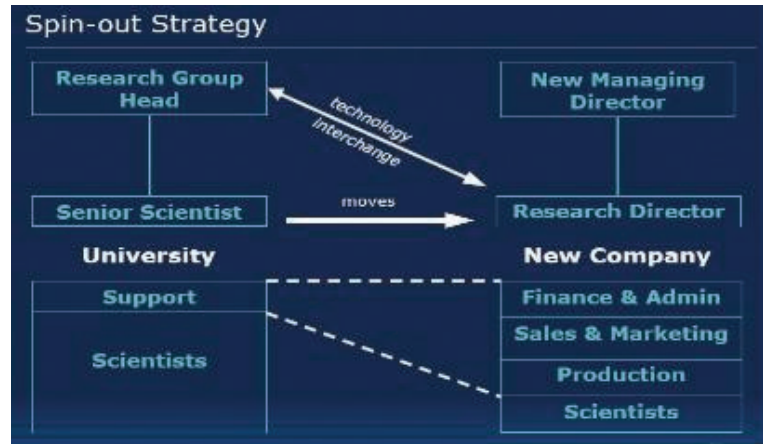 Spin-out Strategy
Research Group
Head
New Managing
Director
technology
interchange
Senior Scientist
moves
Research Director
University
New Company
Support
Finance & Admin
Sales & Marketing
Scientists
Production
Scientists